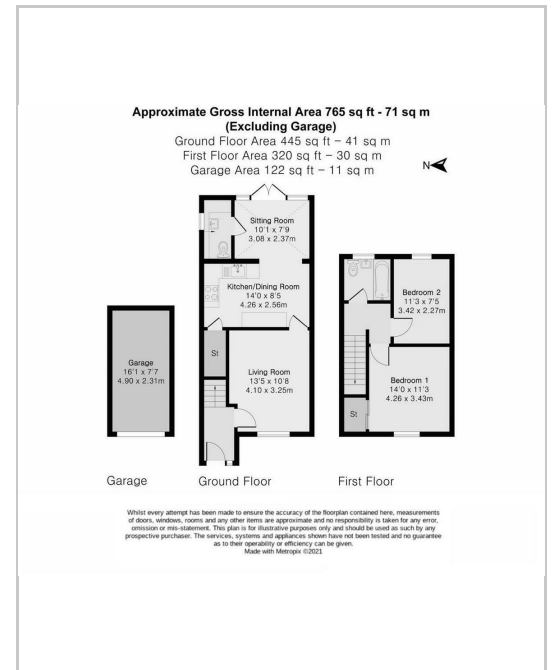 Approximate Gross Internal Area 765 sq ft - 71 sq m
(Excluding Garage)
Ground Floor Area 445 sq ft – 41 sq m
First Floor Area 320 sq ft – 30 sq m
Garage Area 122 sq ft – 11 sq m
N
Sitting Room
10'1 x 7'9
3.08 x 2.37m
Kitchen/Dining Room
14'0 x 8'5
4.26 x 2.56m
Bedroom 2
11'3 x 7'5
3.42 x 2.27m
Garage
16'1 x 7'7
4.90 x 2.31m
St
Living Room
13'5 x 10'8
4.10 x 3.25m
Bedroom 1
14'0 x 11'3
4.26 x 3.43m
St
Garage
Ground Floor
First Floor
Whilst every attempt has been made to ensure the accuracy of the floorplan contained here, measurements
of doors, windows, rooms and any other items are approximate and no responsibility is taken for any error,
omission or mis-statement. This plan is for illustrative purposes only and should be used as such by any
prospective purchaser. The services, systems and appliances shown have not been tested and no guarantee
as to their operability or efficiency can be given.
Made with Metropix ©2021